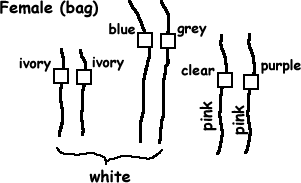 Female (bag)
blue grey
ivory ivory
clear purple
pink pink
white